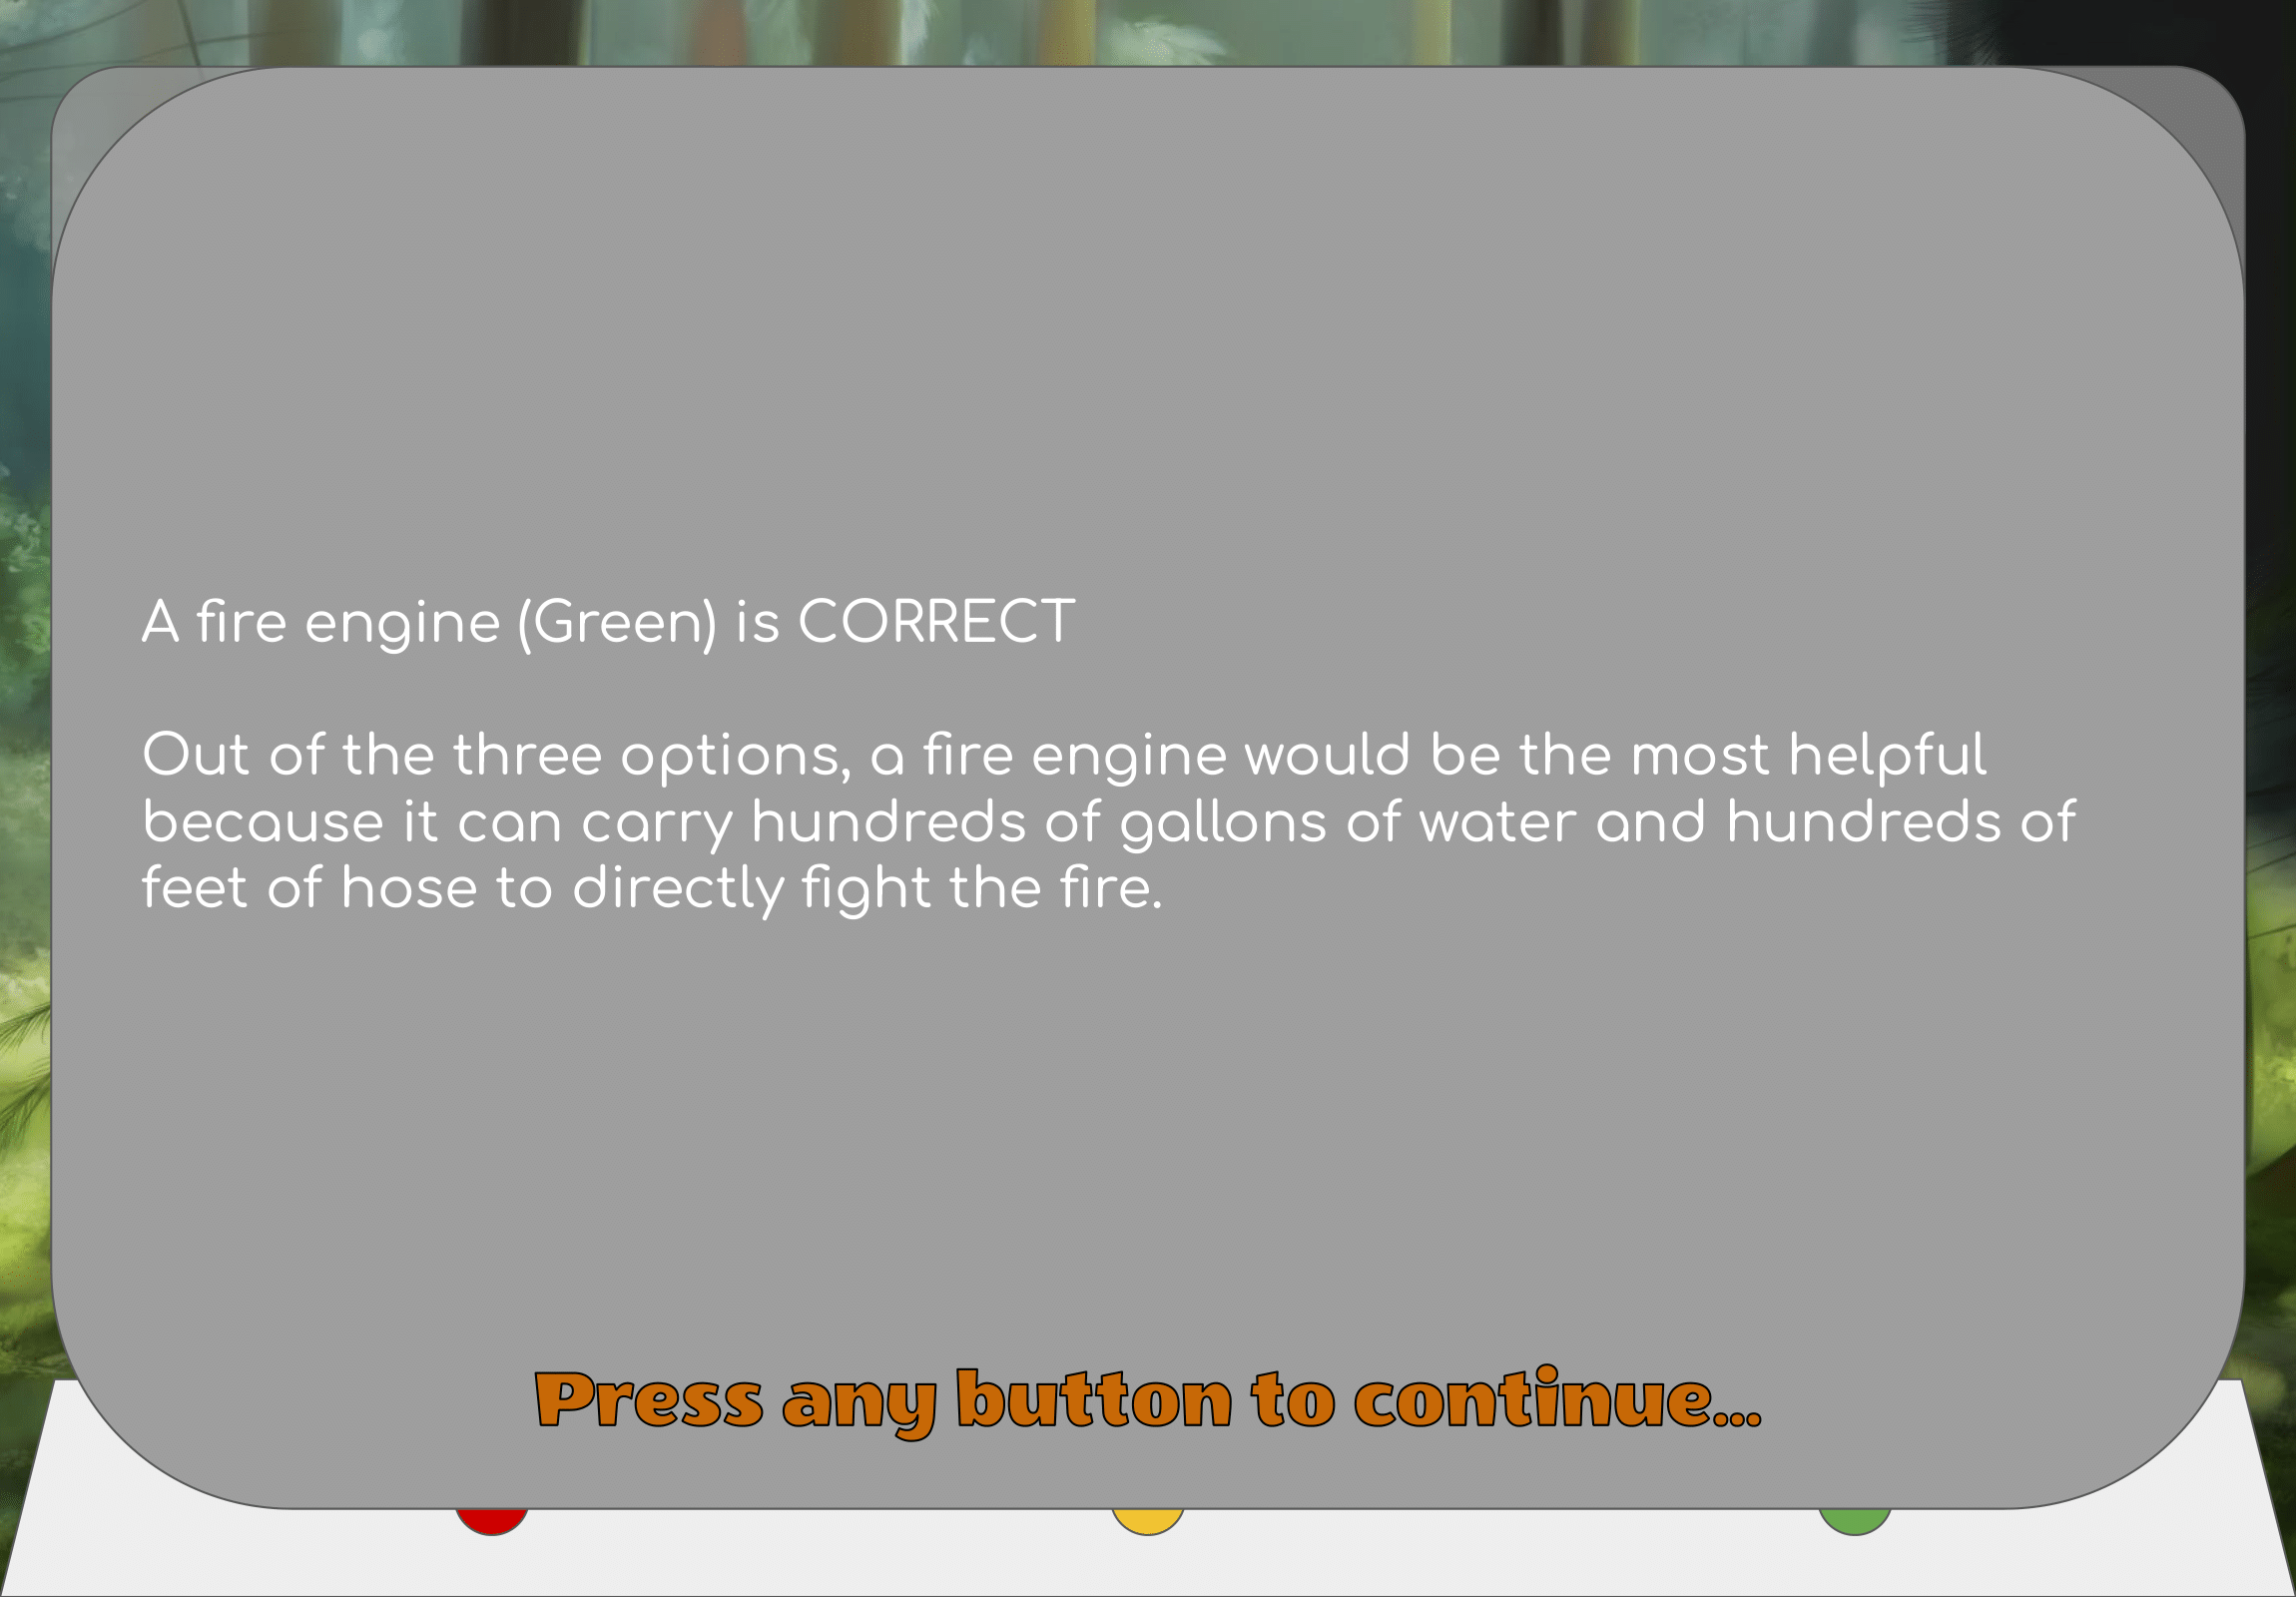 A fire engine (Green) is CORRECT
Out of the three options, a fire engine would be the most helpful
because it can carry hundreds of gallons of water and hundreds of
feet of hose to directly fight the fire.
Press any button to continue...